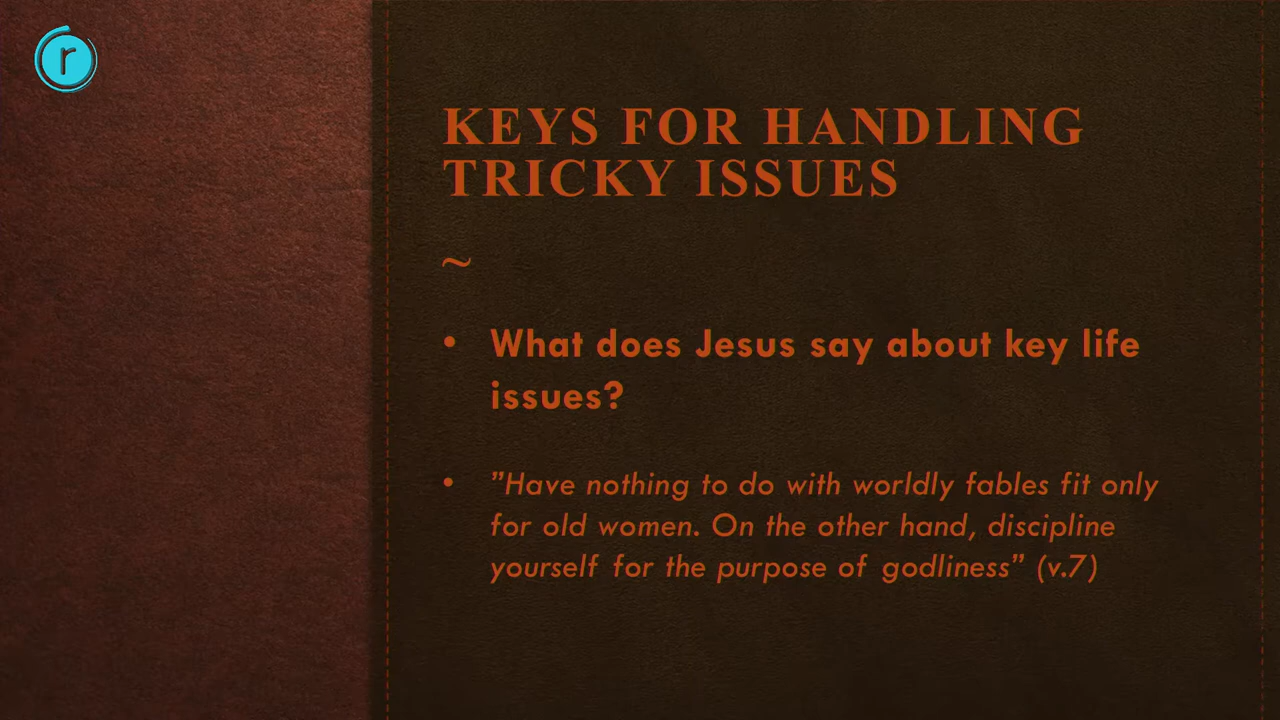 r
KEYS FOR HANDLING
TRICKY ISSUES
~
• What does Jesus say about key life
issues?
• ”Have nothing to do with worldly fables fit only
for old women. On the other hand, discipline
yourself for the purpose of godliness” (v.7)